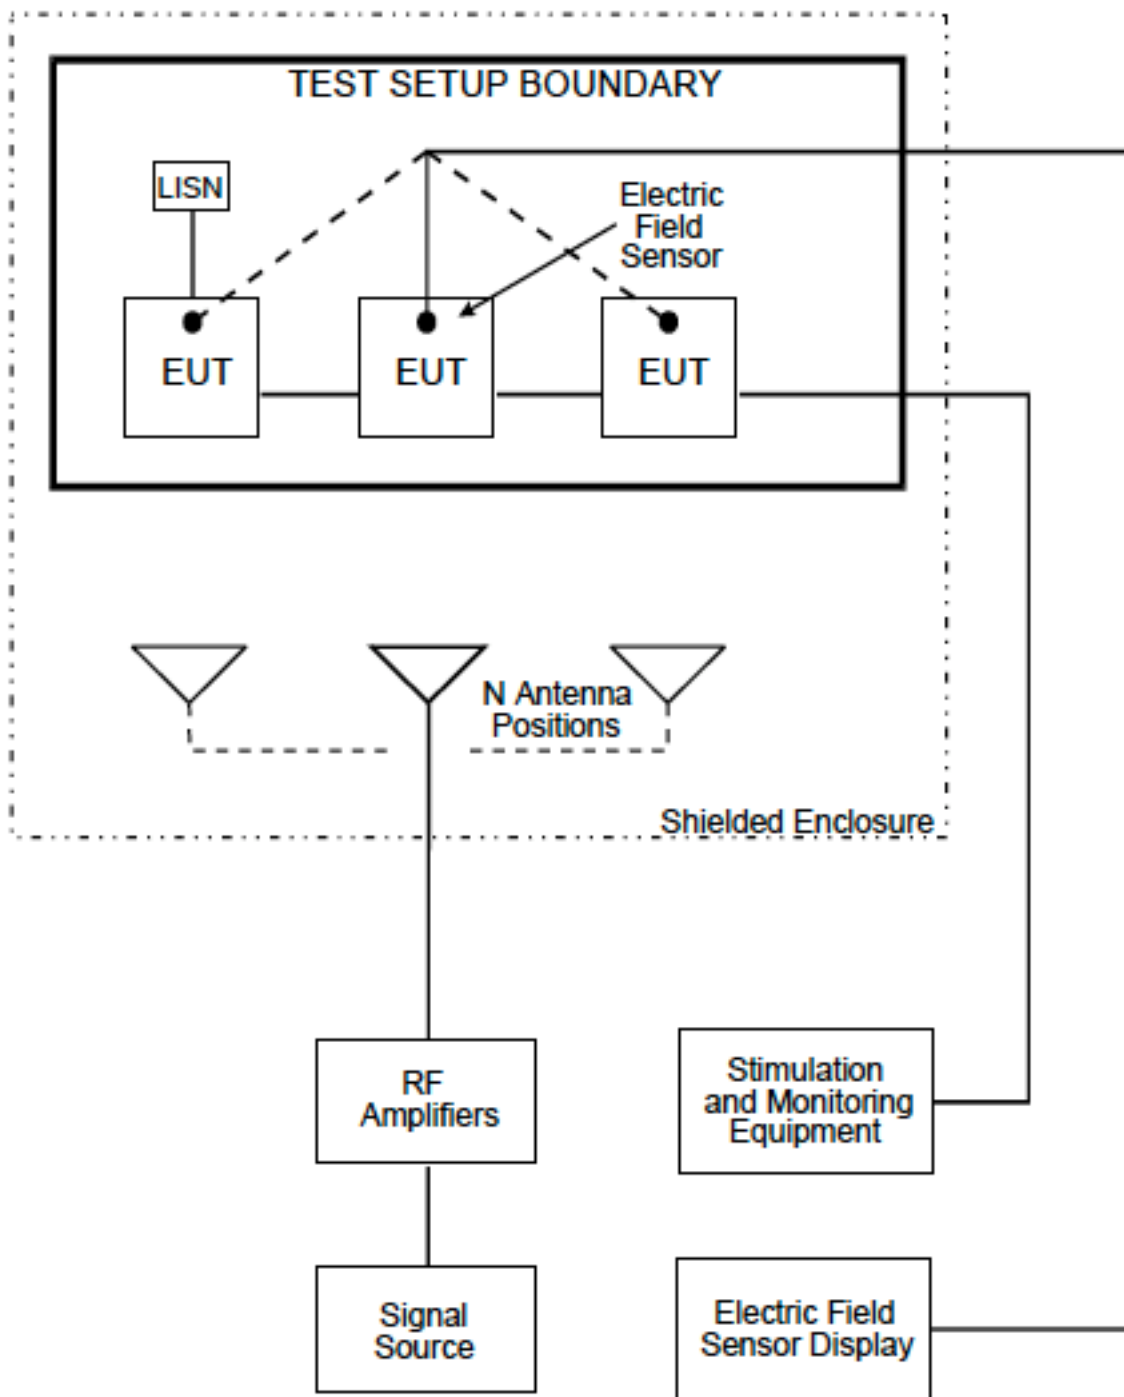 TEST SETUP BOUNDARY
LISN
Electric
Field
Sensor
EUT
EUT
EUT
N Antenna
Positions
Shielded Enclosure
RF
Amplifiers
Stimulation
and Monitoring
Equipment
Signal
Source
Electric Field
Sensor Display